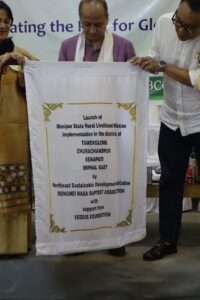 ating the
for Glo
BC
Launch of
Manipur State Rural Livelihood Mission
implementation in the districts of
TAMENGLONG
CHURACHANDPUR
SENAPATI
IMPHAL EAST
by
Northeast Sustainable Development Initiative
RONGMEI NAGA BAPTIST ASSOCIATION
with
support from
VEDDIS FOUNDATION